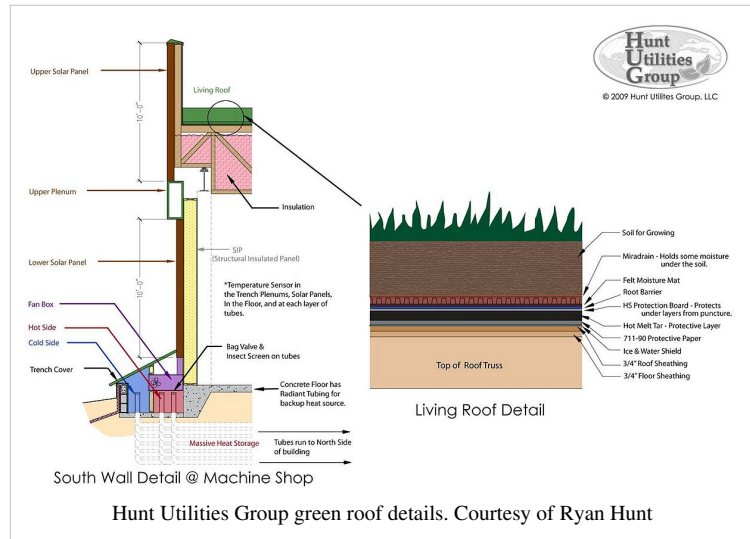 Hunt
Utilities
Group
© 2009 Hunt Utilites Group, LLC
Upper Solar Panel
10'-0"
Living Roof
Upper Plenum
Insulation
SIP
(Structural Insulated Panel)
Lower Solar Panel
10'-0"
*Temperature Sensor in
the Trench Plenums, Solar Panels,
In the Floor, and at each layer of
tubes.
Fan Box
Hot Side
Cold Side
Bag Valve &
Insect Screen on tubes
Trench Cover
Concrete Floor has
Radiant Tubing for
backup heat source.
Massive Heat Storage
Tubes run to North Side
of building
South Wall Detail @ Machine Shop
Soil for Growing
Miradrain - Holds some moisture
under the soil.
Felt Moisture Mat
Root Barrier
HS Protection Board - Protects
under layers from puncture.
Hot Melt Tar - Protective Layer
711-90 Protective Paper
Ice & Water Shield
3/4" Roof Sheathing
3/4" Floor Sheathing
Top of Roof Truss
Living Roof Detail
Hunt Utilities Group green roof details. Courtesy of Ryan Hunt